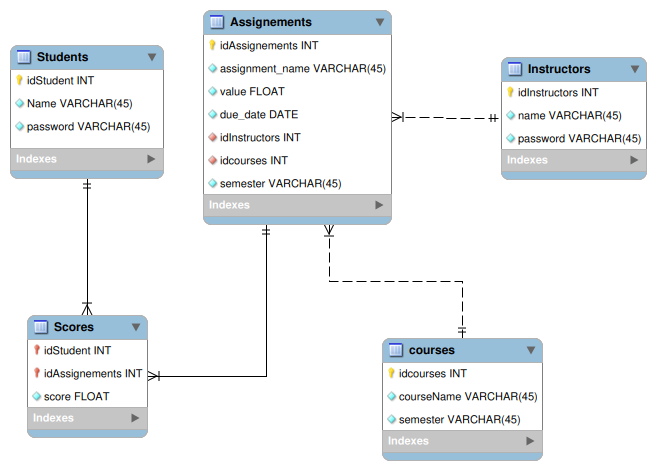 Students
idStudent INT
Name VARCHAR(45)
password VARCHAR(45)
Indexes
Assignements
idAssignements INT
assignment_name VARCHAR(45)
value FLOAT
due_date DATE
idInstructors INT
idcourses INT
semester VARCHAR(45)
Indexes
Instructors
idInstructors INT
name VARCHAR(45)
password VARCHAR(45)
Indexes
Scores
idStudent INT
idAssignements INT
score FLOAT
Indexes
courses
idcourses INT
courseName VARCHAR(45)
semester VARCHAR(45)
Indexes